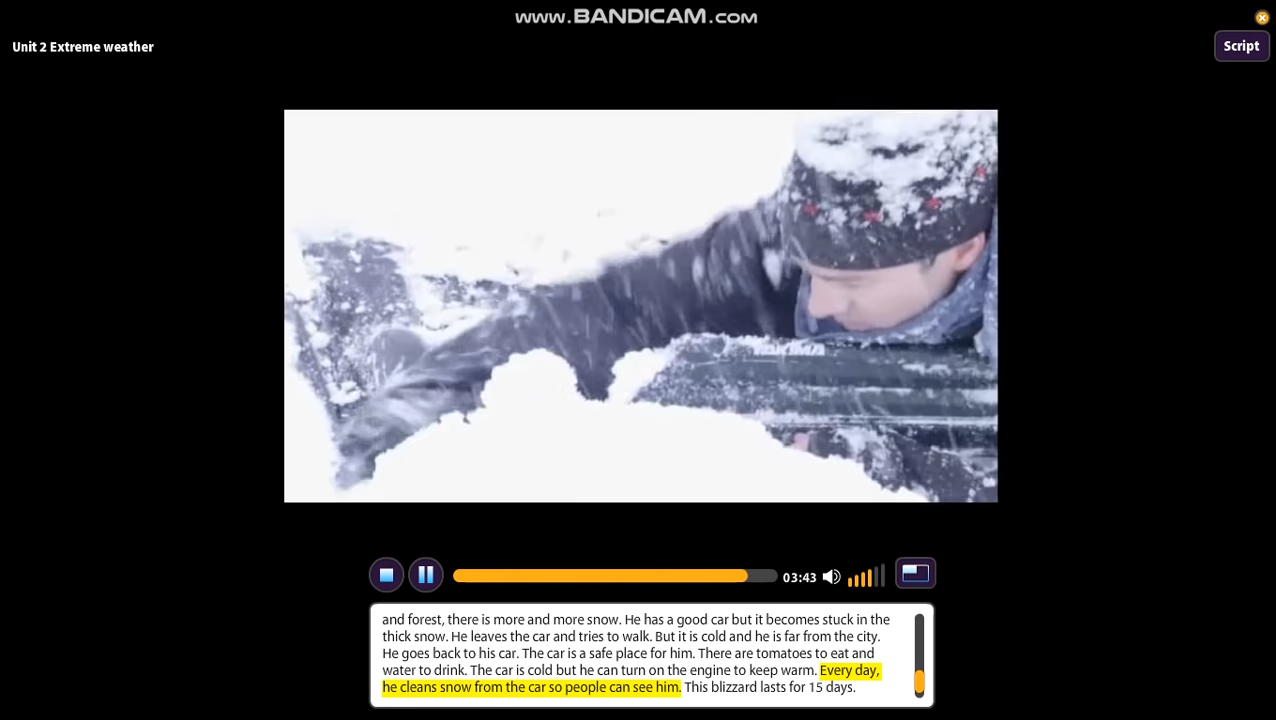 www.BANDICAM.com
Unit 2 Extreme weather
Script
YAKIMA
03:43
and forest, there is more and more snow. He has a good car but it becomes stuck in the
thick snow. He leaves the car and tries to walk. But it is cold and he is far from the city.
He goes back to his car. The car is a safe place for him. There are tomatoes to eat and
water to drink. The car is cold but he can turn on the engine to keep warm. Every day,
he cleans snow from the car so people can see him. This blizzard lasts for 15 days.